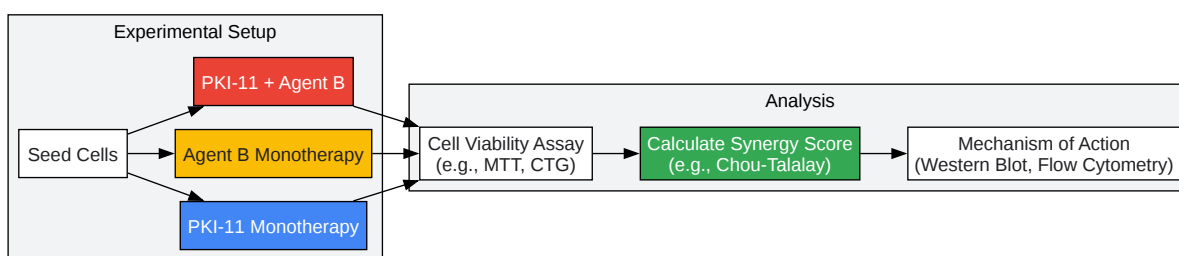 Experimental Setup
PKI-11 + Agent B
Seed Cells
Agent B Monotherapy
PKI-11 Monotherapy
Analysis
Cell Viability Assay
(e.g., MTT, CTG)
Calculate Synergy Score
(e.g., Chou-Talalay)
Mechanism of Action
(Western Blot, Flow Cytometry)